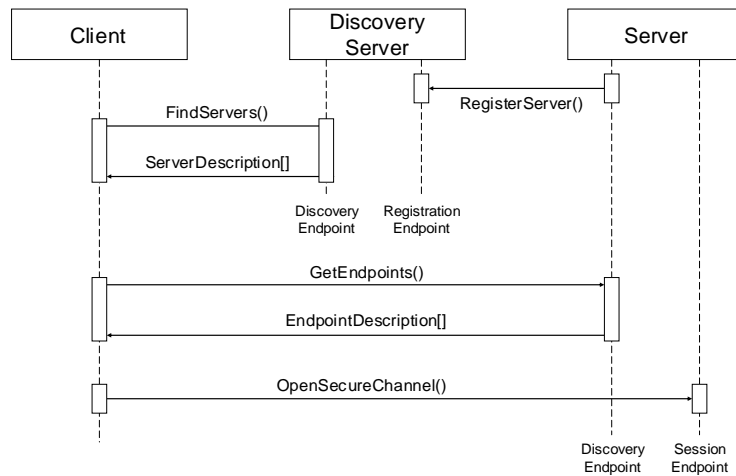 Client
Discovery
Server
Server
RegisterServer()
FindServers()
ServerDescription[]
Discovery
Endpoint
Registration
Endpoint
GetEndpoints()
EndpointDescription[]
OpenSecureChannel()
Discovery
Endpoint
Session
Endpoint